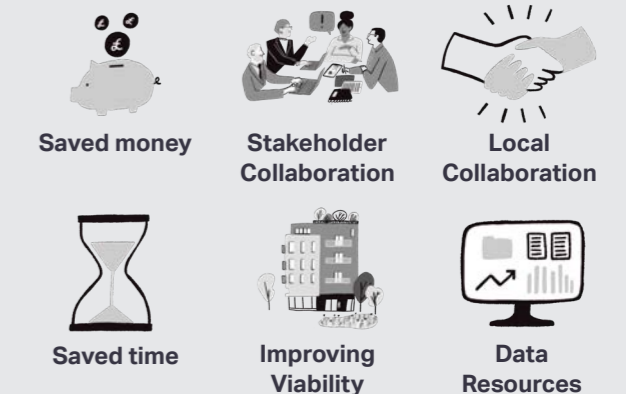 £ £
£
!
Saved money
Stakeholder
Collaboration
Local
Collaboration
Saved time
Improving
Viability
Data
Resources